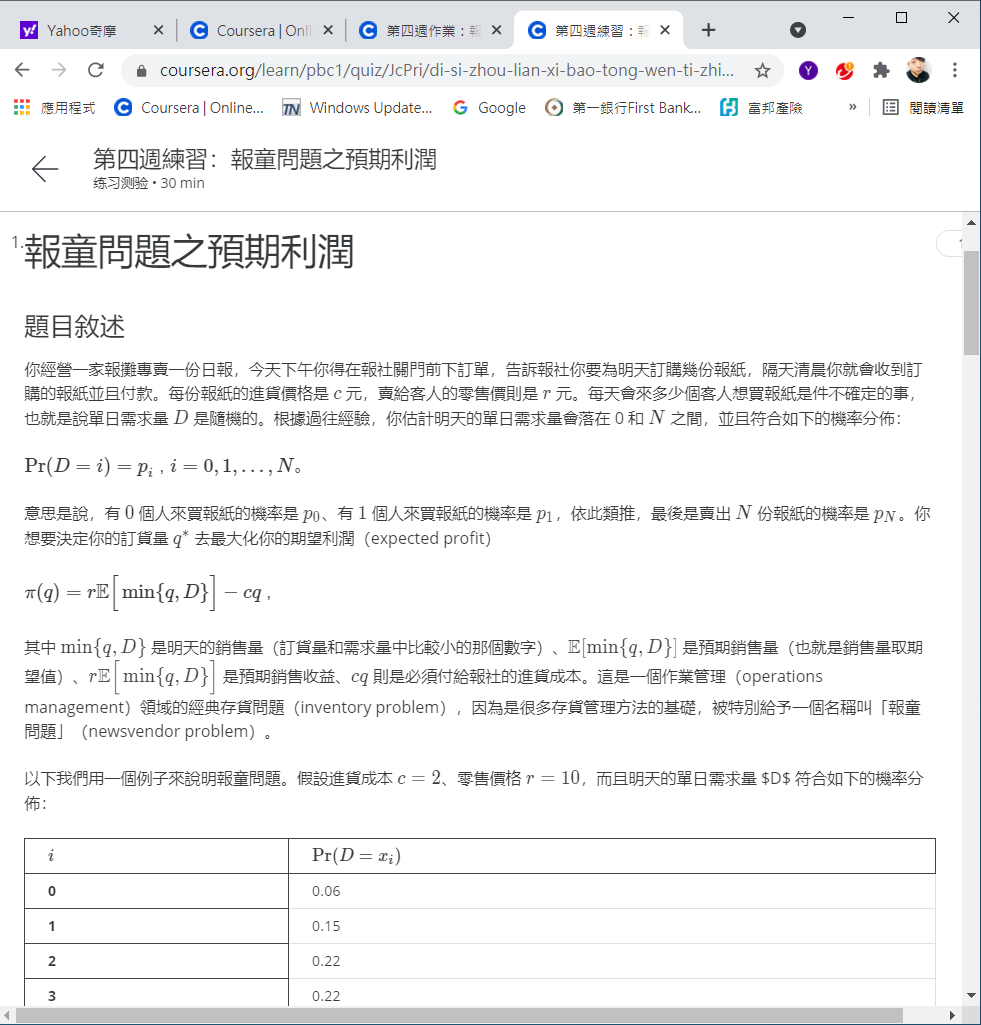 Yahoo奇摩
Coursera | Onli
第四週作業：報
第四週練習：報
coursera.org/learn/pbc1/quiz/JcPri/di-si-zhou-lian-xi-bao-tong-wen-ti-zhi...
Y
應用程式
Coursera | Online...
TN
Windows Update...
Google
第一銀行First Bank...
富邦產險
»
閱讀清單
第四週練習：報童問題之預期利潤
练习测验 • 30 min
1.
報童問題之預期利潤
題目敘述
你經營一家報攤專賣一份日報，今天下午你得在報社關門前下訂單，告訴報社你要為明天訂購幾份報紙，隔天清晨你就會收到訂
購的報紙並且付款。每份報紙的進貨價格是 c 元，賣給客人的零售價則是 r 元。每天會來多少個客人想買報紙是件不確定的事，
也就是說單日需求量 D 是隨機的。根據過往經驗，你估計明天的單日需求量會落在 0 和 N 之間，並且符合如下的機率分佈：
Pr(D = i) = p_i , i = 0, 1, . . . , N。
意思是說，有 0 個人來買報紙的機率是 p_0、有 1 個人來買報紙的機率是 p_1，依此類推，最後是賣出 N 份報紙的機率是 p_N。你
想要決定你的訂貨量 q* 去最大化你的期望利潤（expected profit）
π(q) = r𝔼[min{q, D}] − cq ,
其中 min{q, D} 是明天的銷售量（訂貨量和需求量中比較小的那個數字）、𝔼[min{q, D}] 是預期銷售量（也就是銷售量取期
望值）、r𝔼[min{q, D}] 是預期銷售收益、cq 則是必須付給報社的進貨成本。這是一個作業管理（operations
management）領域的經典存貨問題（inventory problem），因為是很多存貨管理方法的基礎，被特別給予一個名稱叫「報童
問題」（newsvendor problem）。
以下我們用一個例子來說明報童問題。假設進貨成本 c = 2、零售價格 r = 10，而且明天的單日需求量 $D$ 符合如下的機率分
佈：
i Pr(D = x_i)
0 0.06
1 0.15
2 0.22
3 0.22